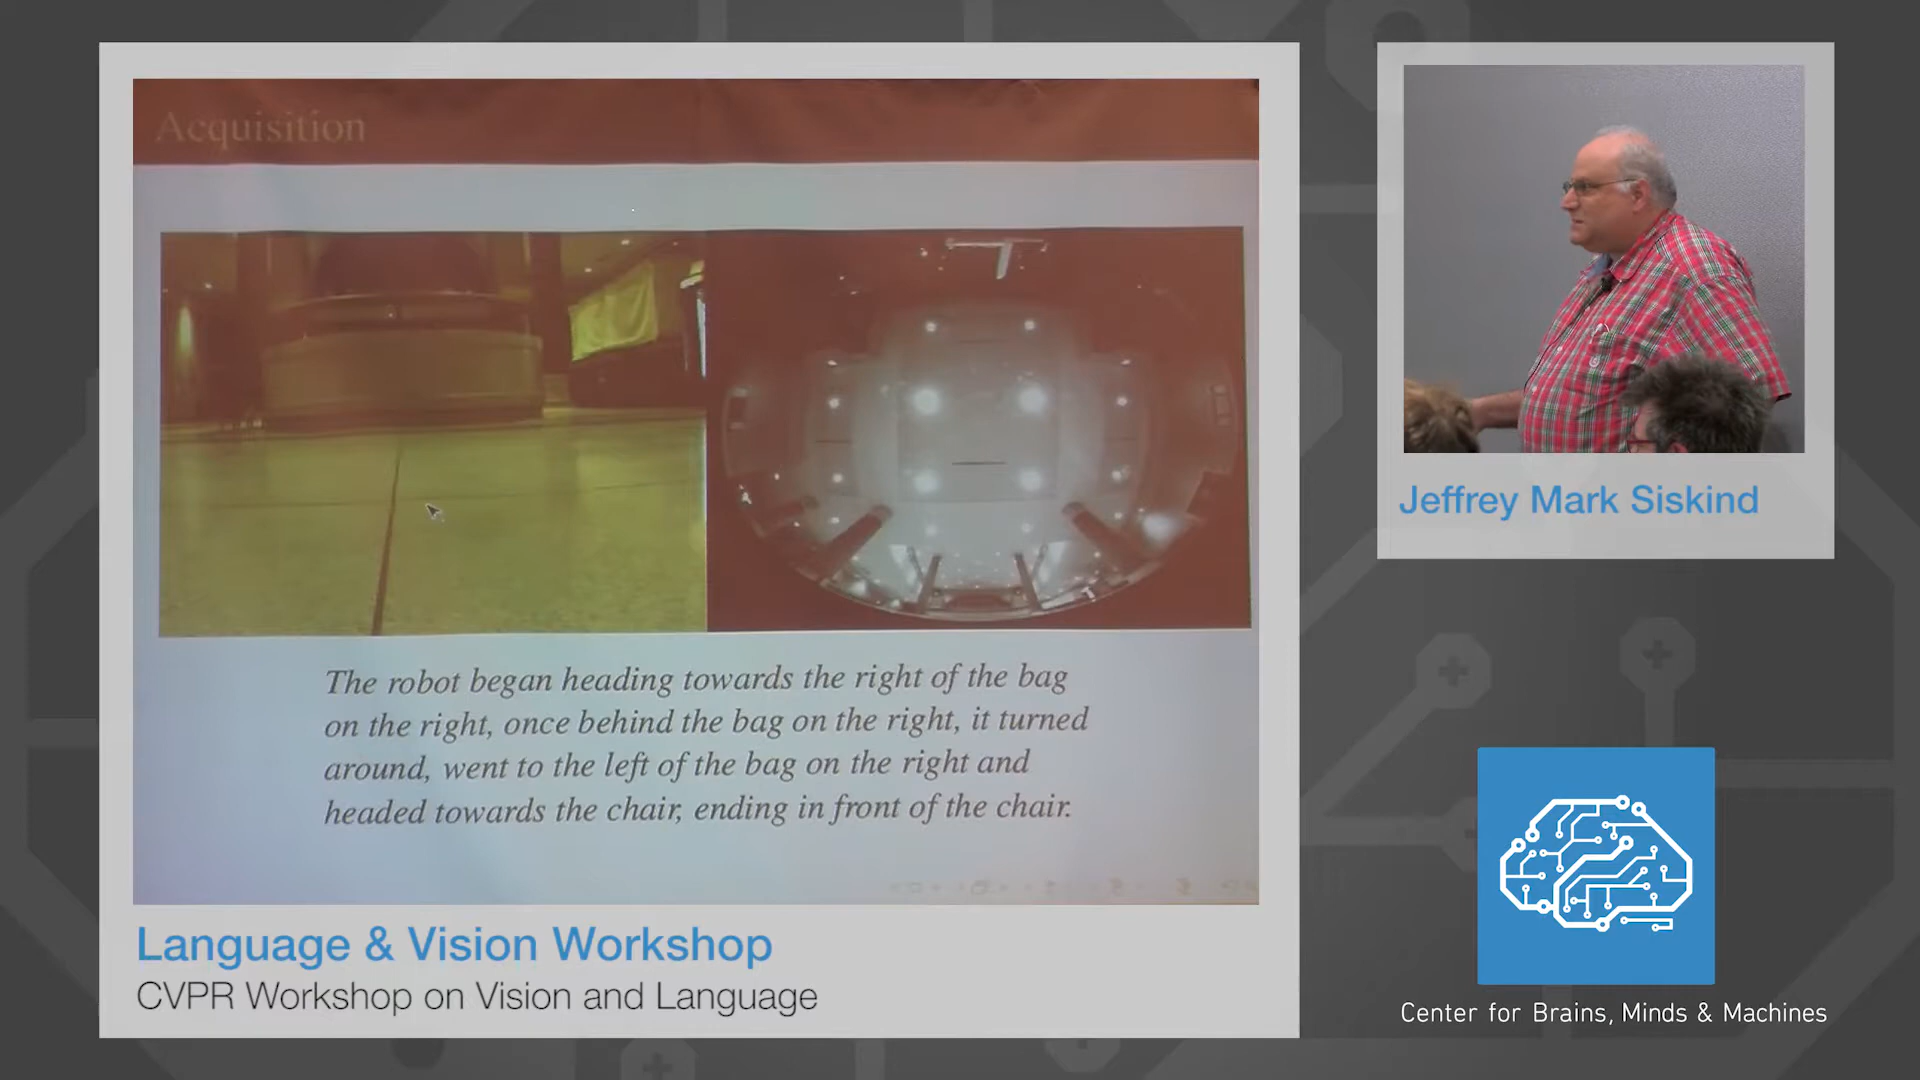 Acquisition
The robot began heading towards the right of the bag
on the right, once behind the bag on the right, it turned
around, went to the left of the bag on the right and
headed towards the chair, ending in front of the chair.
Language & Vision Workshop
CVPR Workshop on Vision and Language
Jeffrey Mark Siskind
Center for Brains, Minds & Machines